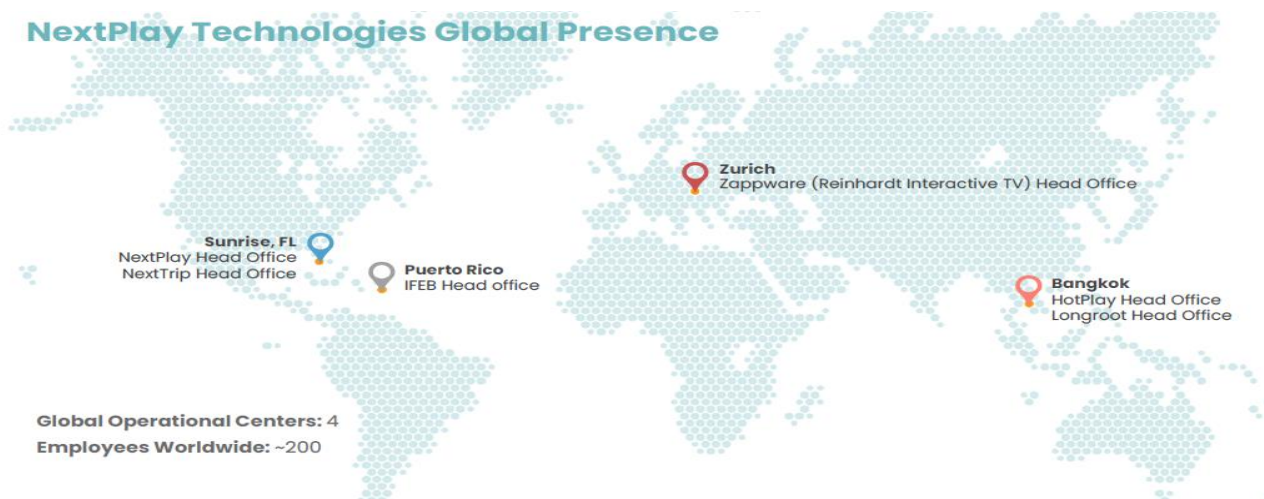 NextPlay Technologies Global Presence
Zurich
Zappware (Reinhardt Interactive TV) Head Office
Sunrise, FL
NextPlay Head Office
NextTrip Head Office
Puerto Rico
IFEB Head office
Bangkok
HotPlay Head Office
Longroot Head Office
Global Operational Centers: 4
Employees Worldwide: ~200